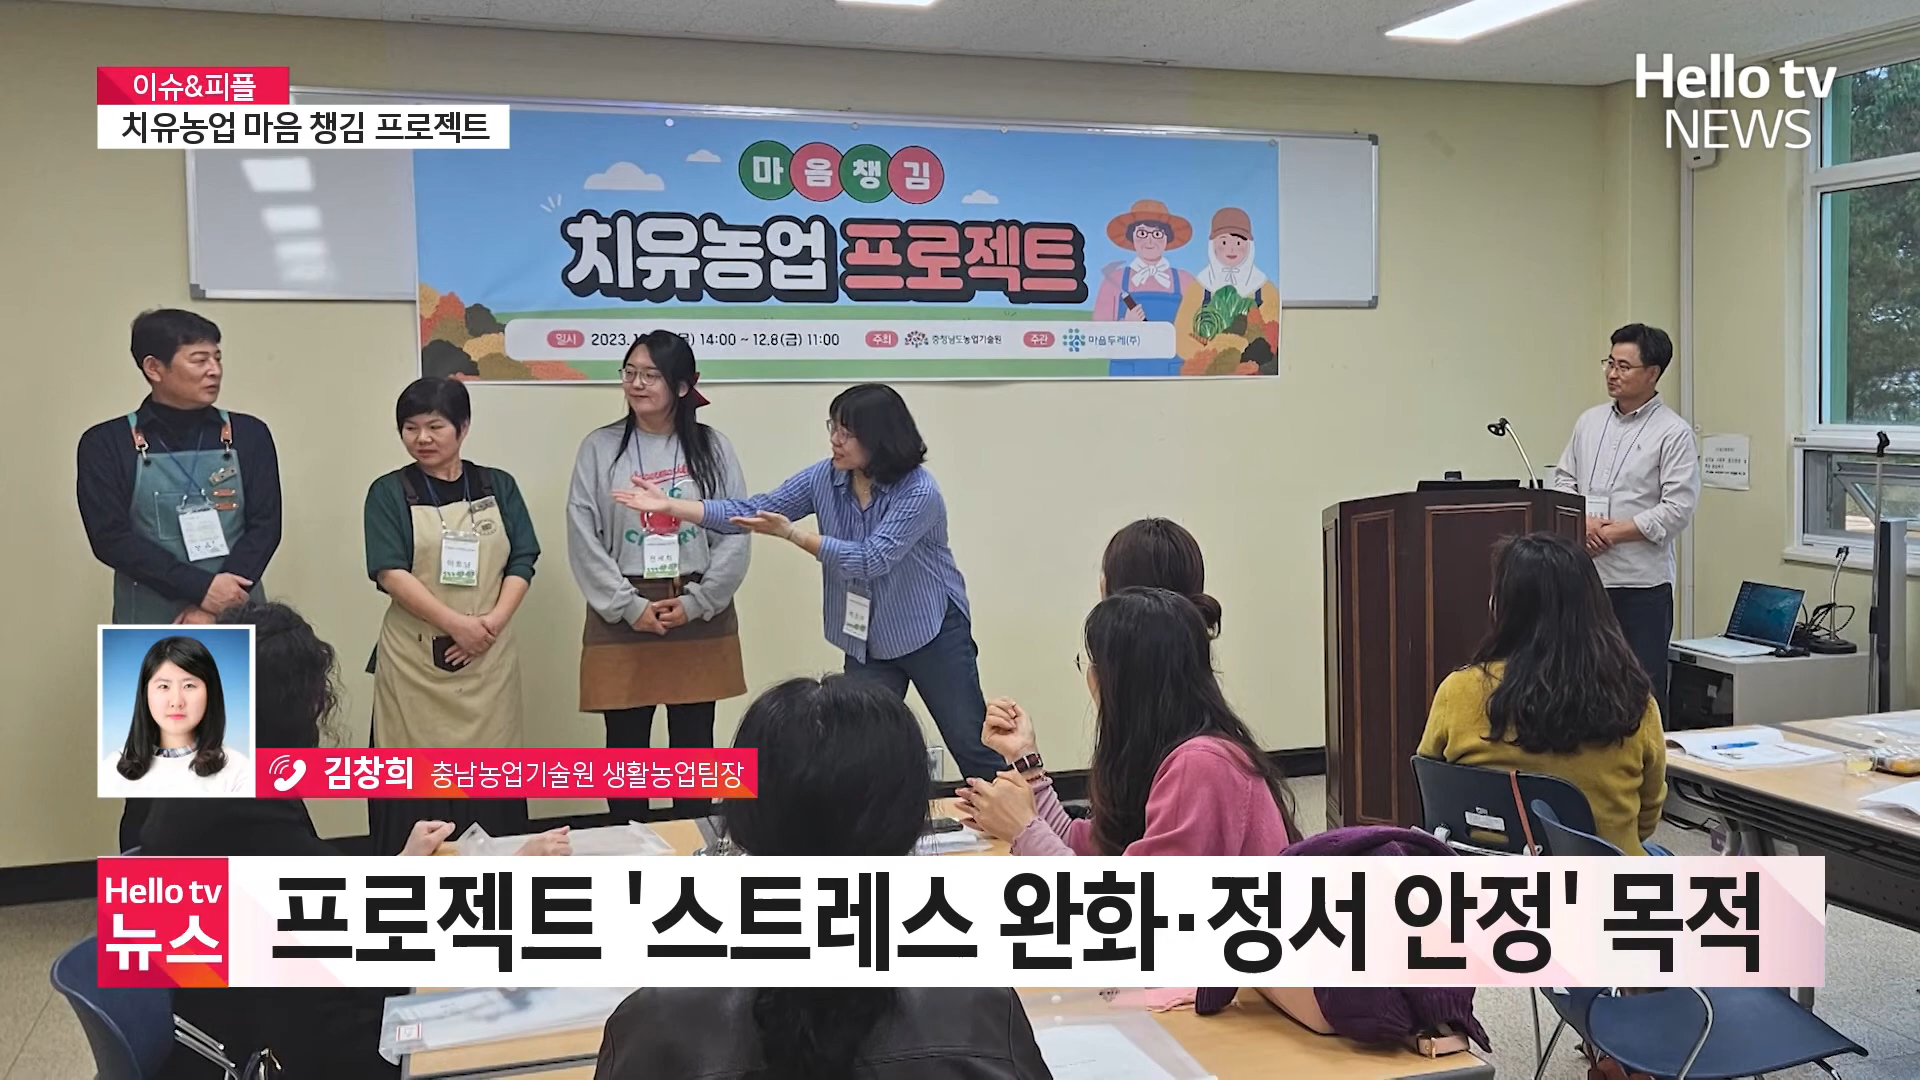 이슈&피플
치유농업 마음 챙김 프로젝트
Hello tv
NEWS
마음챙김
치유농업 프로젝트
일시 2023. 14:00 ~ 12.8(금) 11:00 주최 충청남도농업기술원 주관 마음두레(주)
김창희 충남농업기술원 생활농업팀장
Hello tv
뉴스
프로젝트 '스트레스 완화·정서 안정' 목적